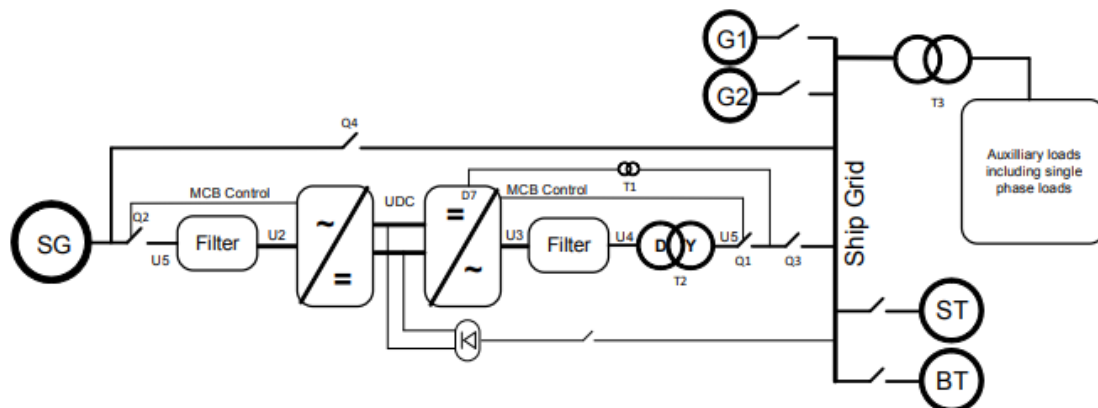 G1
G2
T3
Auxilliary loads
including single
phase loads
Q4
MCB Control
Q2
SG
U5
Filter
U2
~
=
UDC
=
~
D7
MCB Control
T1
U3
Filter
U4
D
Y
T2
U5
Q1
Q3
Ship Grid
ST
BT